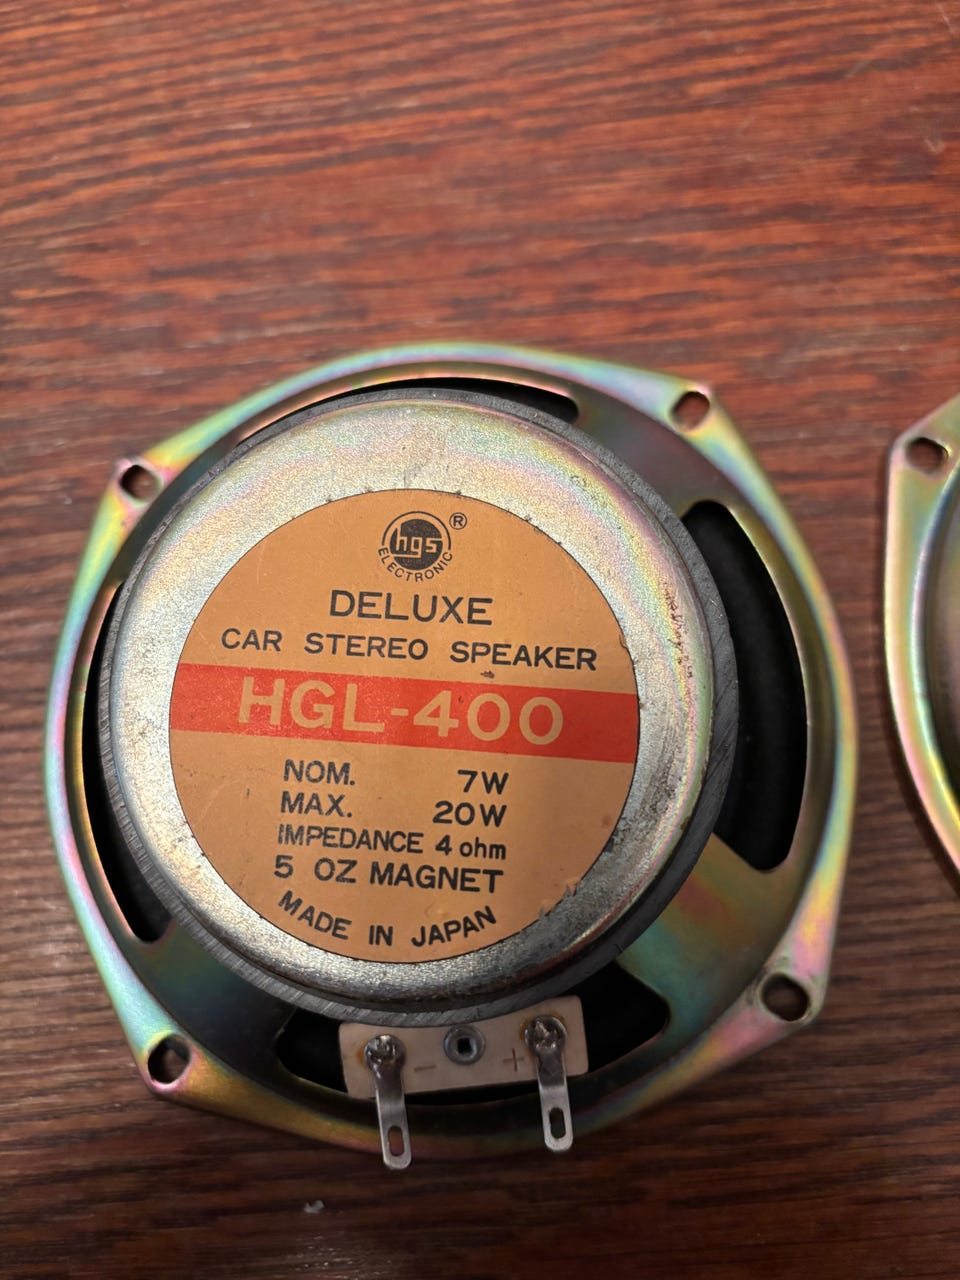 hgs ®
ELECTRONIC
DELUXE
CAR STEREO SPEAKER
HGL-400
NOM. 7W
MAX. 20W
IMPEDANCE 4 ohm
5 OZ MAGNET
MADE IN JAPAN
- +